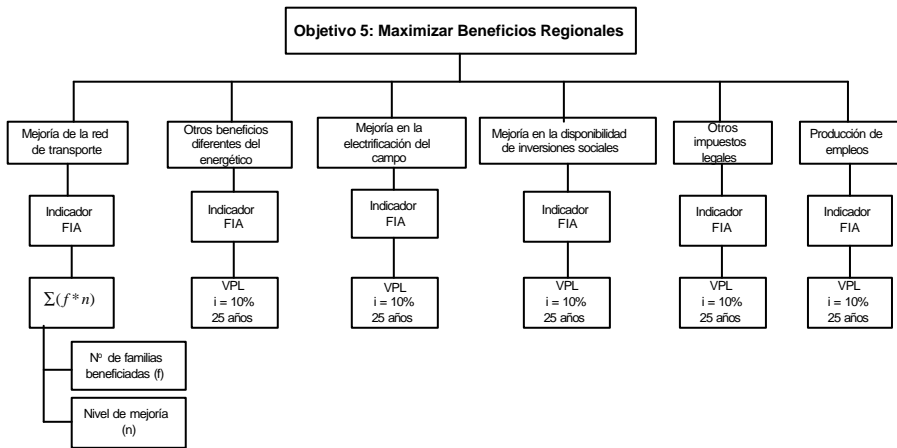 Objetivo 5: Maximizar Beneficios Regionales
Mejoría de la red
de transporte
Otros beneficios
diferentes del
energético
Mejoría en la
electrificación del
campo
Mejoría en la disponibilidad
de inversiones sociales
Otros
impuestos
legales
Producción de
empleos
Indicador
FIA
Indicador
FIA
Indicador
FIA
Indicador
FIA
Indicador
FIA
Indicador
FIA
∑(f*n)
VPL
i = 10%
25 años
VPL
i = 10%
25 años
VPL
i = 10%
25 años
VPL
i = 10%
25 años
VPL
i = 10%
25 años
Nº de familias
beneficiadas (f)
Nivel de mejoría
(n)